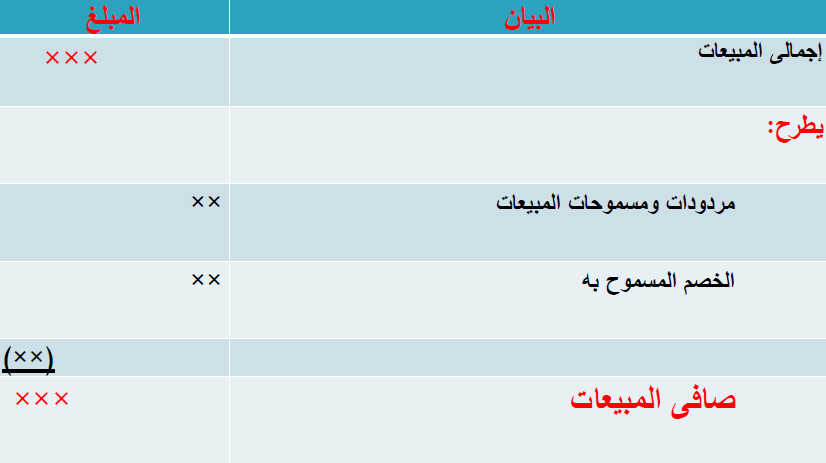 البيان المبلغ
إجمالى المبيعات ×××
يطرح:
مردودات ومسموحات المبيعات ××
الخصم المسموح به ××
(××)
صافى المبيعات ×××